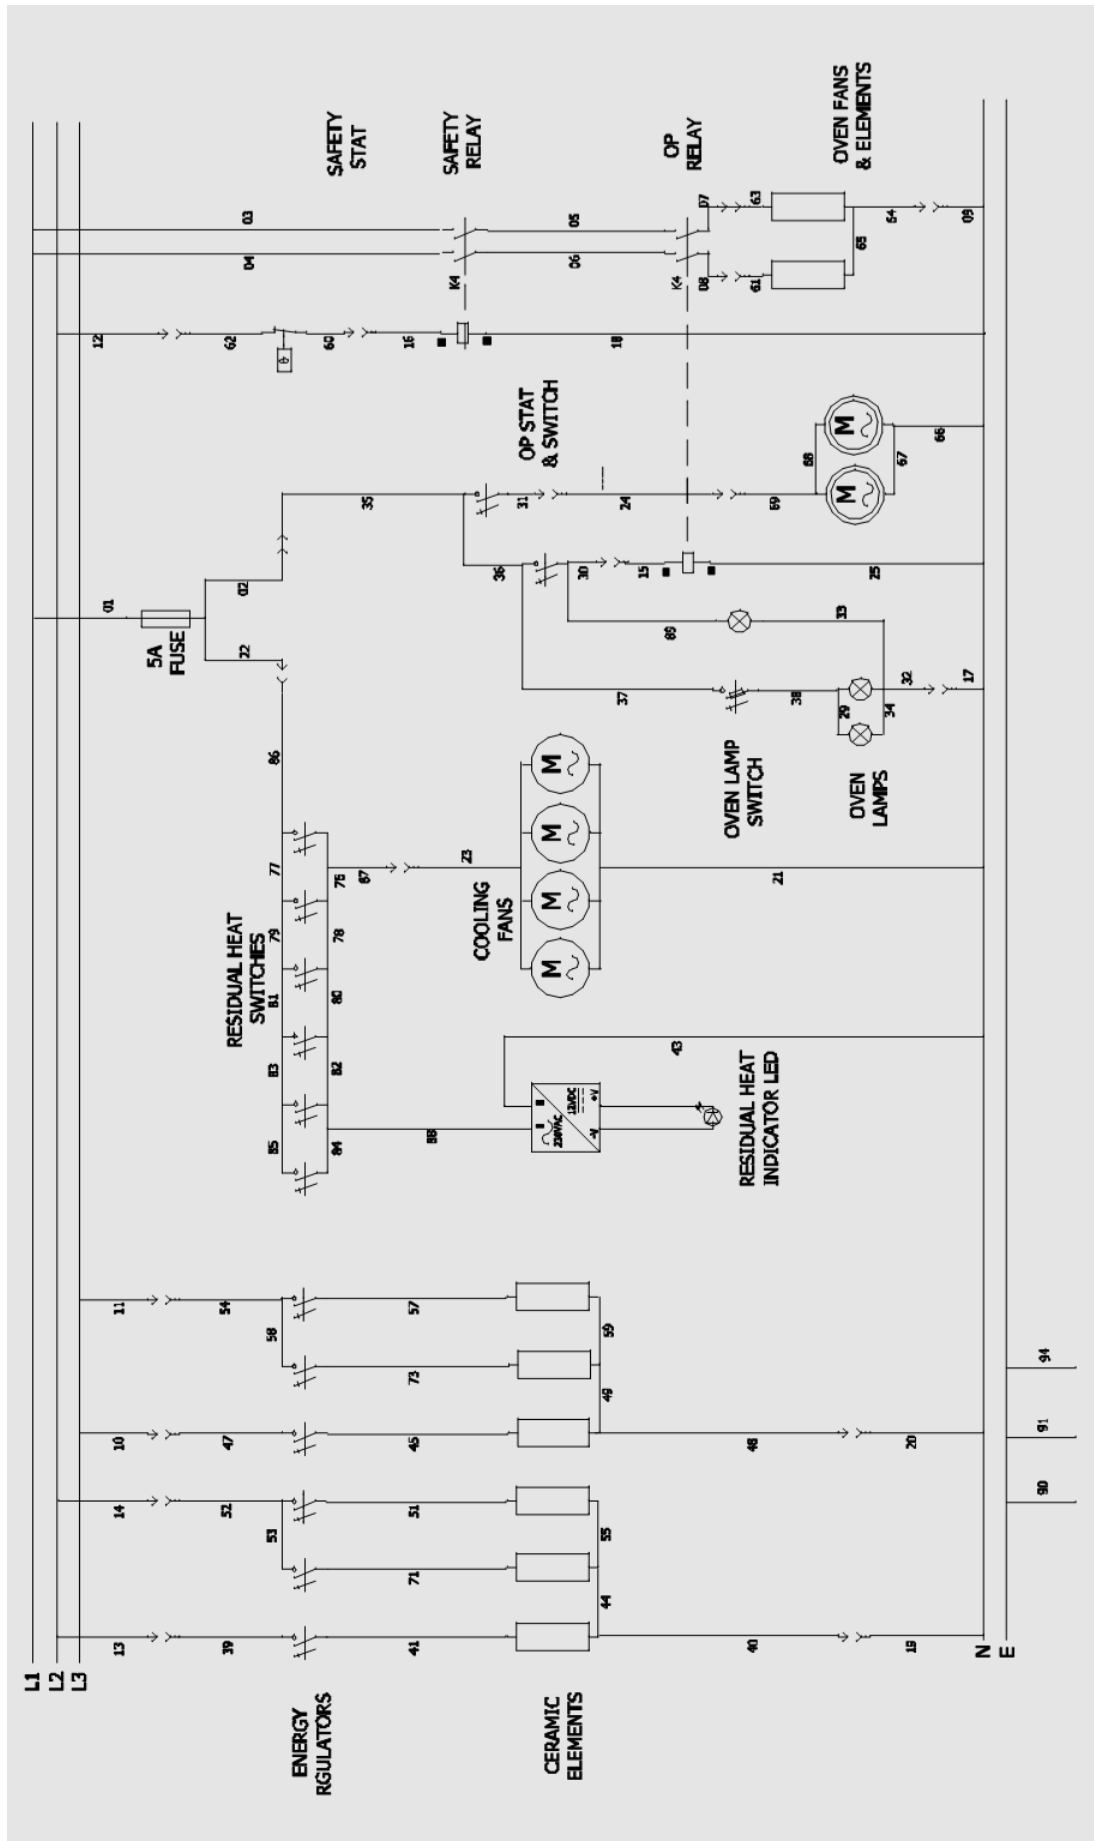 L1
L2
L3
13
14
10
11
01
12
5A
FUSE
39
52
47
54
RESIDUAL HEAT
SWITCHES
22
02
62
04
03
53
58
85
83
81
79
77
86
θ
ENERGY
RGULATORS
84
82
80
78
76
60
SAFETY
STAT
67
35
41
71
51
45
73
57
88
16
K4
SAFETY
RELAY
23
COOLING
FANS
36
31
OP STAT
& SWITCH
CERAMIC
ELEMENTS
230VAC
12VDC
-V
+V
M
M
M
M
30
06
05
44
55
49
59
37
24
18
15
43
89
K4
OP
RELAY
08
07
RESIDUAL HEAT
INDICATOR LED
OVEN LAMP
SWITCH
40
48
61
63
21
69
38
68
29
33
M
M
OVEN
LAMPS
OVEN FANS
& ELEMENTS
65
25
34
64
67
32
19
20
66
17
09
N
E
90
91
94